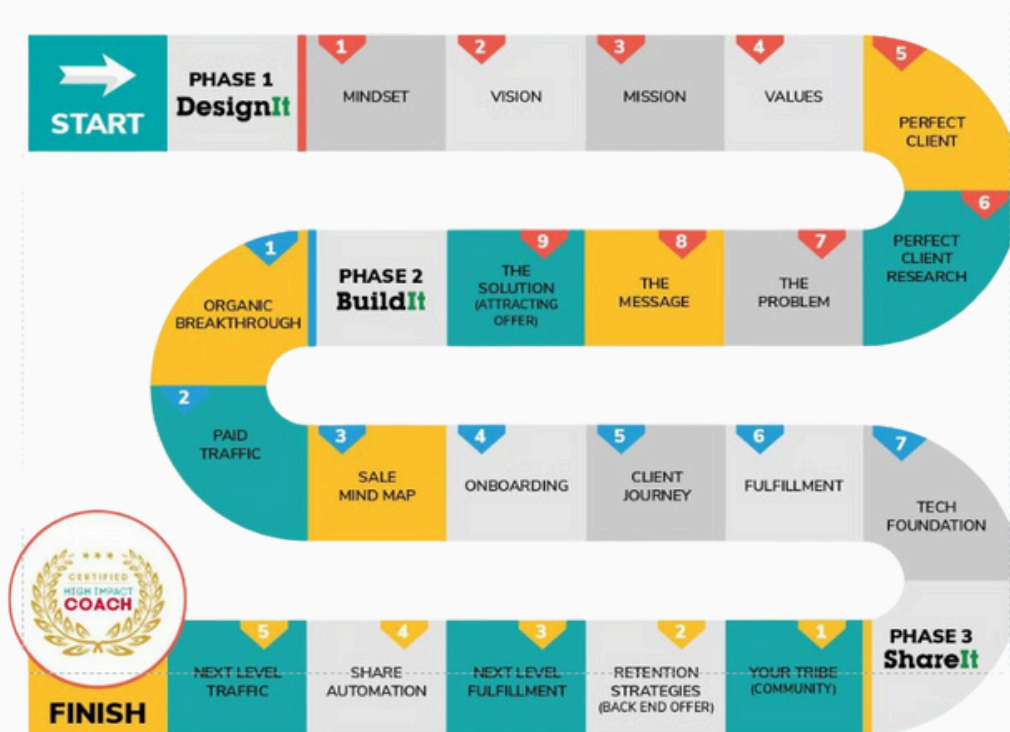 START
PHASE 1
DesignIt
1
MINDSET
2
VISION
3
MISSION
4
VALUES
5
PERFECT
CLIENT
6
PERFECT
CLIENT
RESEARCH
7
THE
PROBLEM
8
THE
MESSAGE
9
THE
SOLUTION
(ATTRACTING
OFFER)
PHASE 2
BuildIt
1
ORGANIC
BREAKTHROUGH
2
PAID
TRAFFIC
3
SALE
MIND MAP
4
ONBOARDING
5
CLIENT
JOURNEY
6
FULFILLMENT
7
TECH
FOUNDATION
PHASE 3
ShareIt
1
YOUR TRIBE
(COMMUNITY)
2
RETENTION
STRATEGIES
(BACK END OFFER)
3
NEXT LEVEL
FULFILLMENT
4
SHARE
AUTOMATION
5
NEXT LEVEL
TRAFFIC
CERTIFIED
HIGH IMPACT
COACH
FINISH